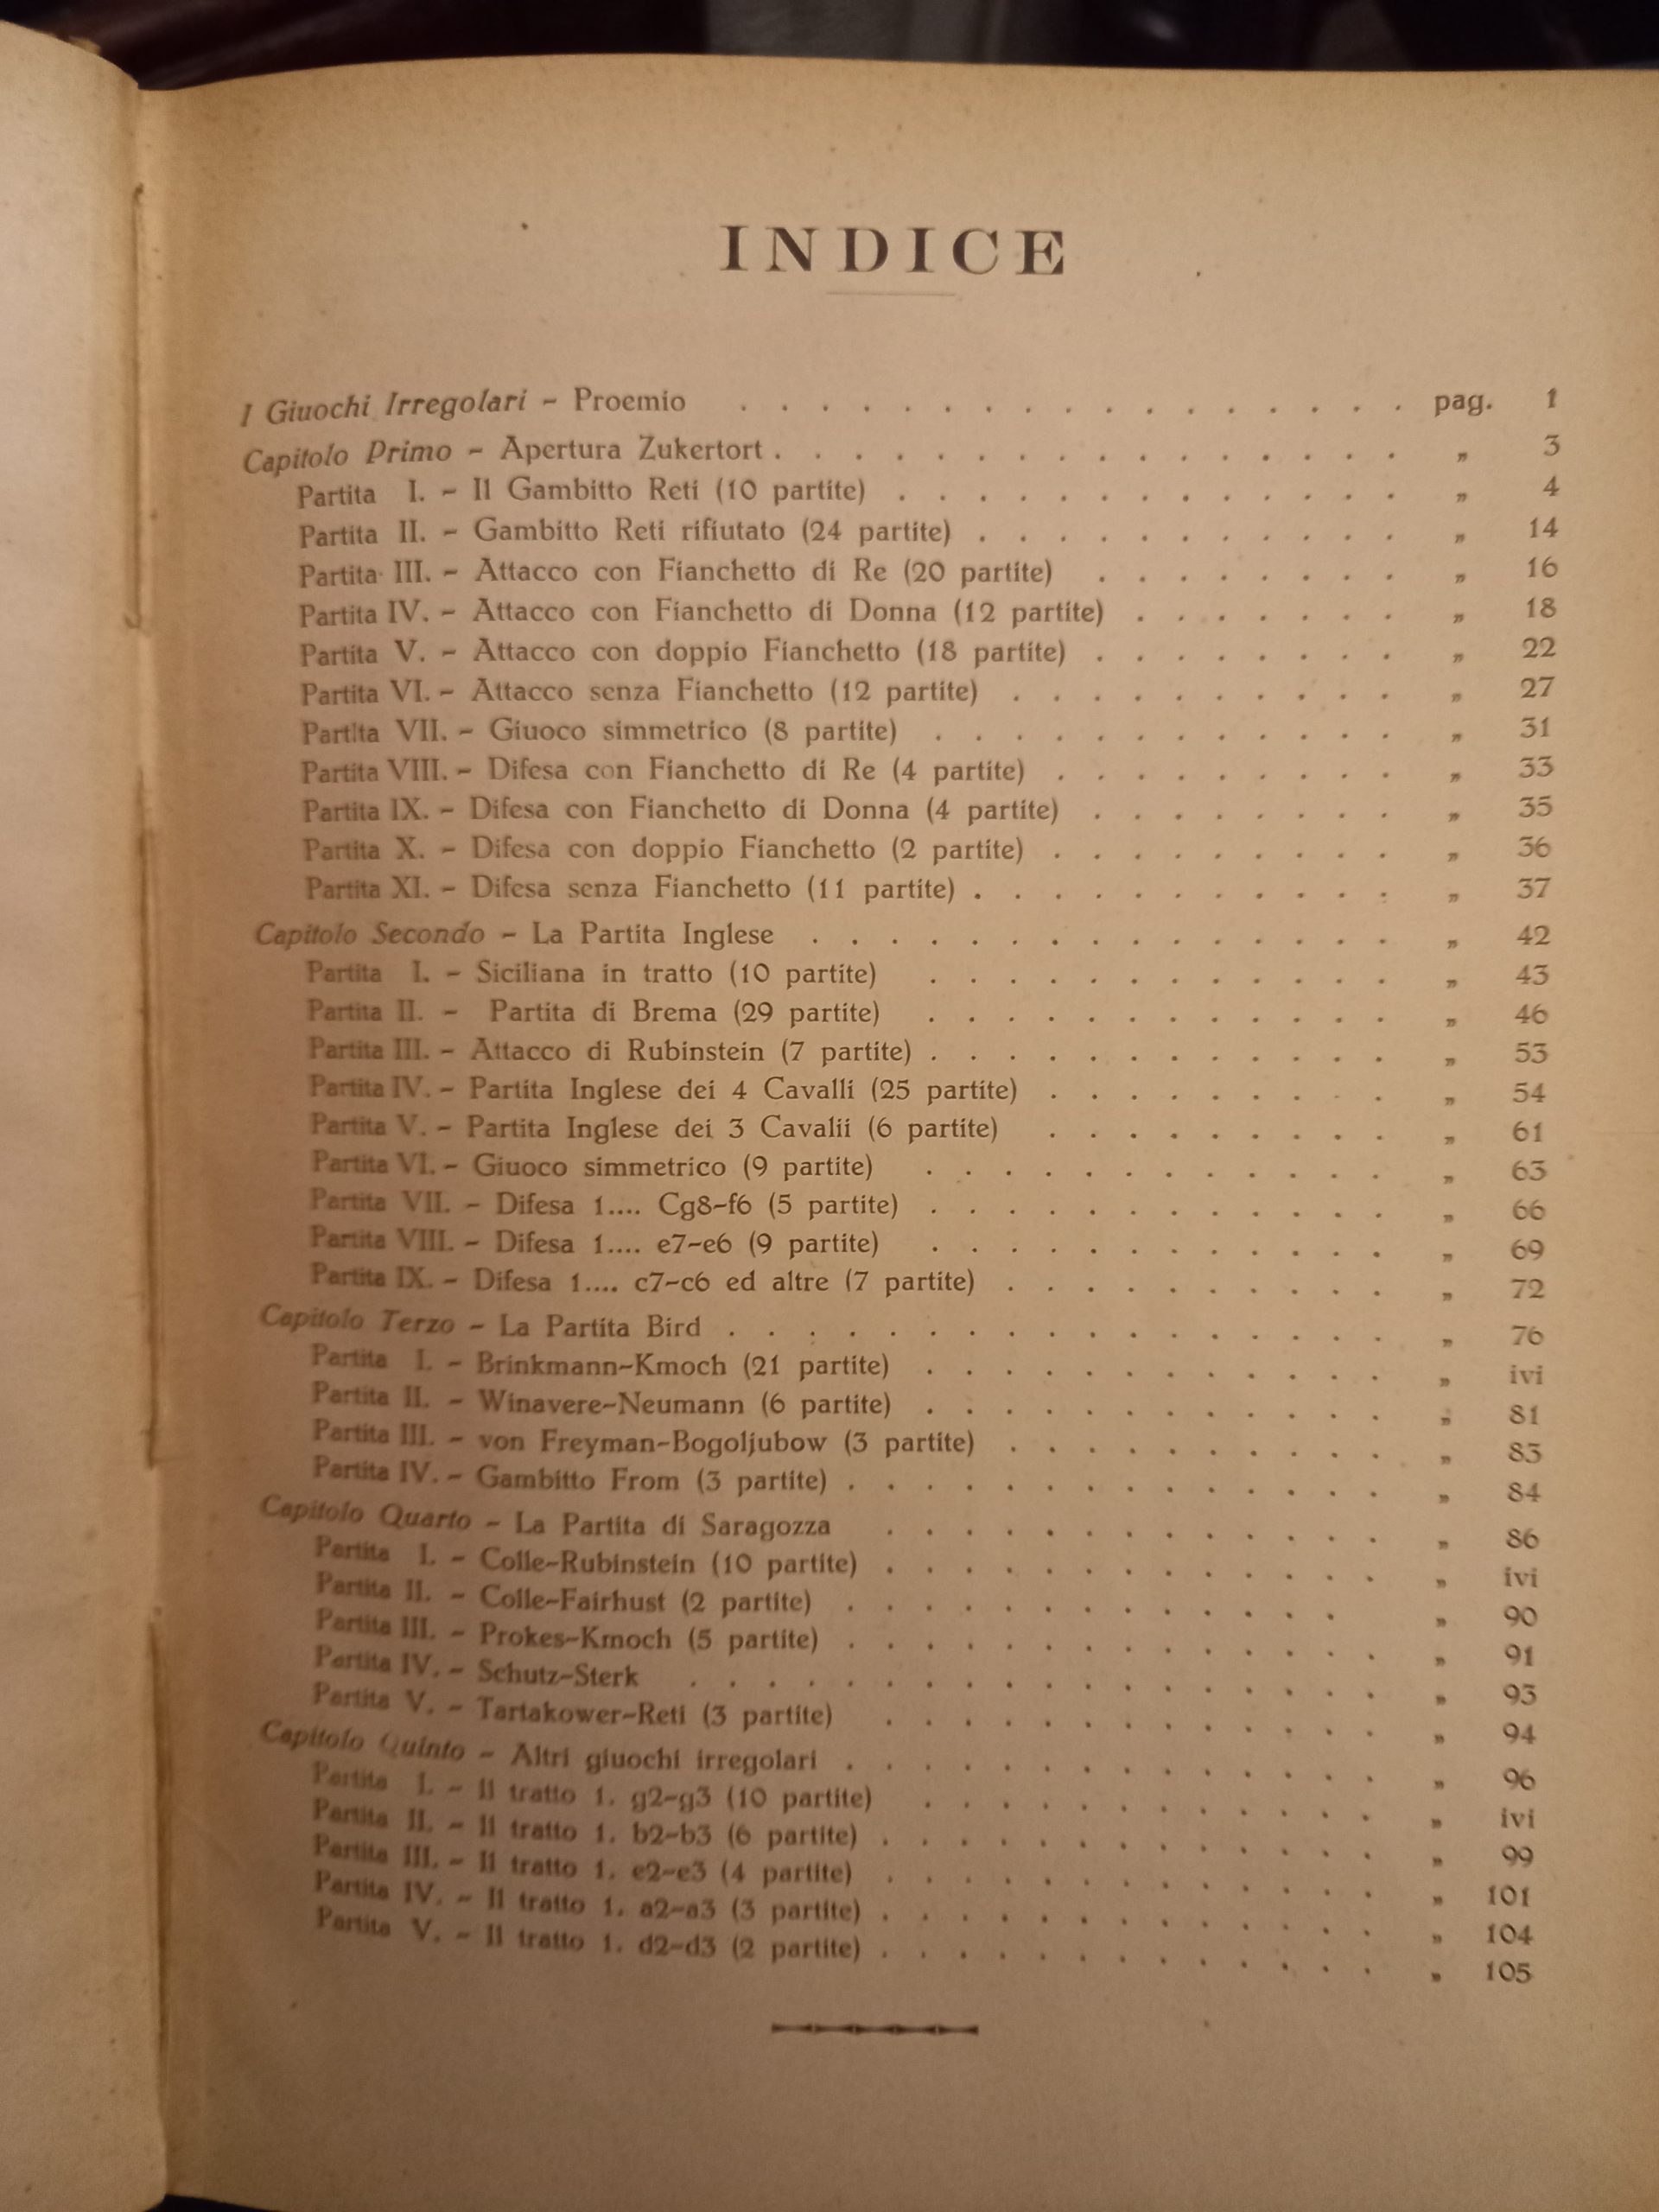 INDICE
I Giuochi Irregolari - Proemio . . . . . . . . . . . . . . . . . pag. 1
Capitolo Primo - Apertura Zukertort . . . . . . . . . . . . . . . . „ 3
Partita I. - Il Gambitto Reti (10 partite) . . . . . . . . . . . . . „ 4
Partita II. - Gambitto Reti rifiutato (24 partite) . . . . . . . . . . . „ 14
Partita III. - Attacco con Fianchetto di Re (20 partite) . . . . . . . . „ 16
Partita IV. - Attacco con Fianchetto di Donna (12 partite) . . . . . . . „ 18
Partita V. - Attacco con doppio Fianchetto (18 partite) . . . . . . . . „ 22
Partita VI. - Attacco senza Fianchetto (12 partite) . . . . . . . . . . „ 27
Partita VII. - Giuoco simmetrico (8 partite) . . . . . . . . . . . . „ 31
Partita VIII. - Difesa con Fianchetto di Re (4 partite) . . . . . . . . . „ 33
Partita IX. - Difesa con Fianchetto di Donna (4 partite) . . . . . . . . „ 35
Partita X. - Difesa con doppio Fianchetto (2 partite) . . . . . . . . . „ 36
Partita XI. - Difesa senza Fianchetto (11 partite) . . . . . . . . . . . „ 37
Capitolo Secondo - La Partita Inglese . . . . . . . . . . . . . . . „ 42
Partita I. - Siciliana in tratto (10 partite) . . . . . . . . . . . . „ 43
Partita II. - Partita di Brema (29 partite) . . . . . . . . . . . . „ 46
Partita III. - Attacco di Rubinstein (7 partite) . . . . . . . . . . . . „ 53
Partita IV. - Partita Inglese dei 4 Cavalli (25 partite) . . . . . . . . . „ 54
Partita V. - Partita Inglese dei 3 Cavalii (6 partite) . . . . . . . . . „ 61
Partita VI. - Giuoco simmetrico (9 partite) . . . . . . . . . . . . „ 63
Partita VII. - Difesa 1.... Cg8-f6 (5 partite) . . . . . . . . . . . . „ 66
Partita VIII. - Difesa 1.... e7-e6 (9 partite) . . . . . . . . . . . . „ 69
Partita IX. - Difesa 1.... c7-c6 ed altre (7 partite) . . . . . . . . . . „ 72
Capitolo Terzo - La Partita Bird . . . . . . . . . . . . . . . . . „ 76
Partita I. - Brinkmann-Kmoch (21 partite) . . . . . . . . . . . . „ ivi
Partita II. - Winavere-Neumann (6 partite) . . . . . . . . . . . . „ 81
Partita III. - von Freyman-Bogoljubow (3 partite) . . . . . . . . . . „ 83
Partita IV. - Gambitto From (3 partite) . . . . . . . . . . . . . . „ 84
Capitolo Quarto - La Partita di Saragozza . . . . . . . . . . . . . „ 86
Partita I. - Colle-Rubinstein (10 partite) . . . . . . . . . . . . . „ ivi
Partita II. - Colle-Fairhust (2 partite) . . . . . . . . . . . . . „ 90
Partita III. - Prokes-Kmoch (5 partite) . . . . . . . . . . . . . . „ 91
Partita IV. - Schutz-Sterk . . . . . . . . . . . . . . . . . . „ 93
Partita V. - Tartakower-Reti (3 partite) . . . . . . . . . . . . . „ 94
Capitolo Quinto - Altri giuochi irregolari . . . . . . . . . . . . . . „ 96
Partita I. - Il tratto 1. g2-g3 (10 partite) . . . . . . . . . . . . „ ivi
Partita II. - Il tratto 1. b2-b3 (6 partite) . . . . . . . . . . . . . „ 99
Partita III. - Il tratto 1. e2-e3 (4 partite) . . . . . . . . . . . . . „ 101
Partita IV. - Il tratto 1. a2-a3 (3 partite) . . . . . . . . . . . . . „ 104
Partita V. - Il tratto 1. d2-d3 (2 partite) . . . . . . . . . . . . . „ 105